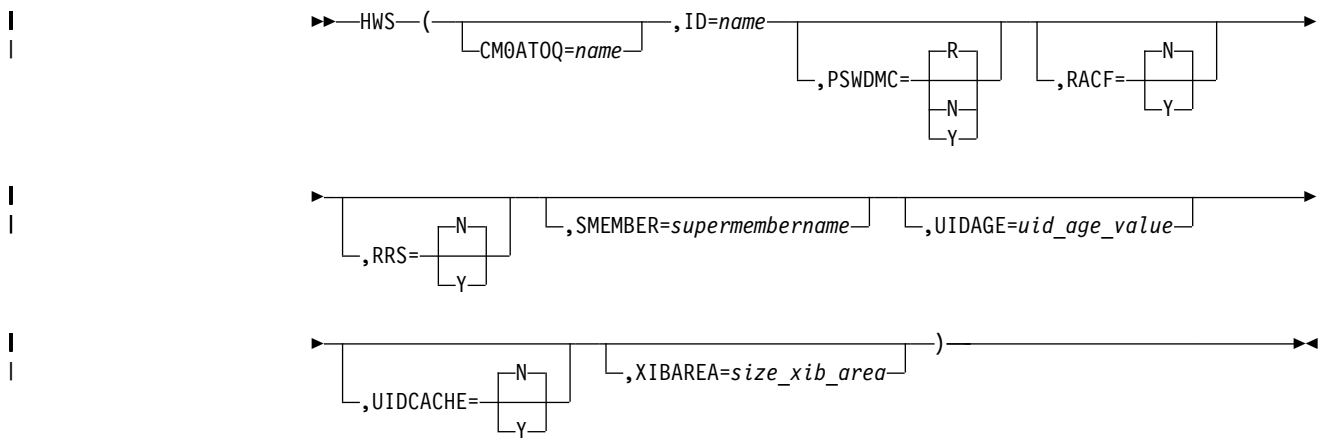 HWS ( CM0ATOQ=name ,ID=name ,PSWDMC= R N Y ,RACF= N Y
,RRS= N Y ,SMEMBER=supermembername ,UIDAGE=uid_age_value
,UIDCACHE= N Y ,XIBAREA=size_xib_area )